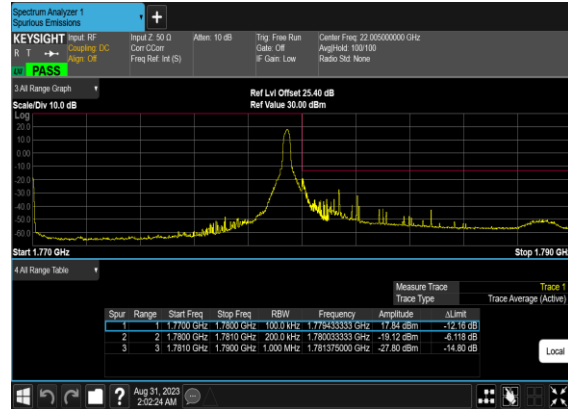 Spectrum Analyzer 1
Spurious Emissions
KEYSIGHT Input: RF Input Z: 50 Ω Atten: 10 dB Trig: Free Run Center Freq: 22.005000000 GHz
R T Coupling: DC Corr CCorr Gate: Off Avg|Hold: 100/100
Align: Off Freq Ref: Int (S) IF Gain: Low Radio Std: None
LM PASS
3 All Range Graph Ref Lvl Offset 25.40 dB
Scale/Div 10.0 dB Ref Value 30.00 dBm
Log
20.0
10.0
0.00
-10.0
-20.0
-30.0
-40.0
-50.0
-60.0
Start 1.770 GHz Stop 1.790 GH
4 All Range Table
Measure Trace Trace 1
Trace Type Trace Average (Active)
Spur Range Start Freq Stop Freq RBW Frequency Amplitude ΔLimit
1 1 1.7700 GHz 1.7800 GHz 100.0 kHz 1.779433333 GHz 17.84 dBm -12.16 dB
2 2 1.7800 GHz 1.7810 GHz 200.0 kHz 1.780033333 GHz -19.12 dBm -6.118 dB
3 3 1.7810 GHz 1.7900 GHz 1.000 MHz 1.781375000 GHz -27.80 dBm -14.80 dB
Local
Aug 31, 2023
2:02:24 AM